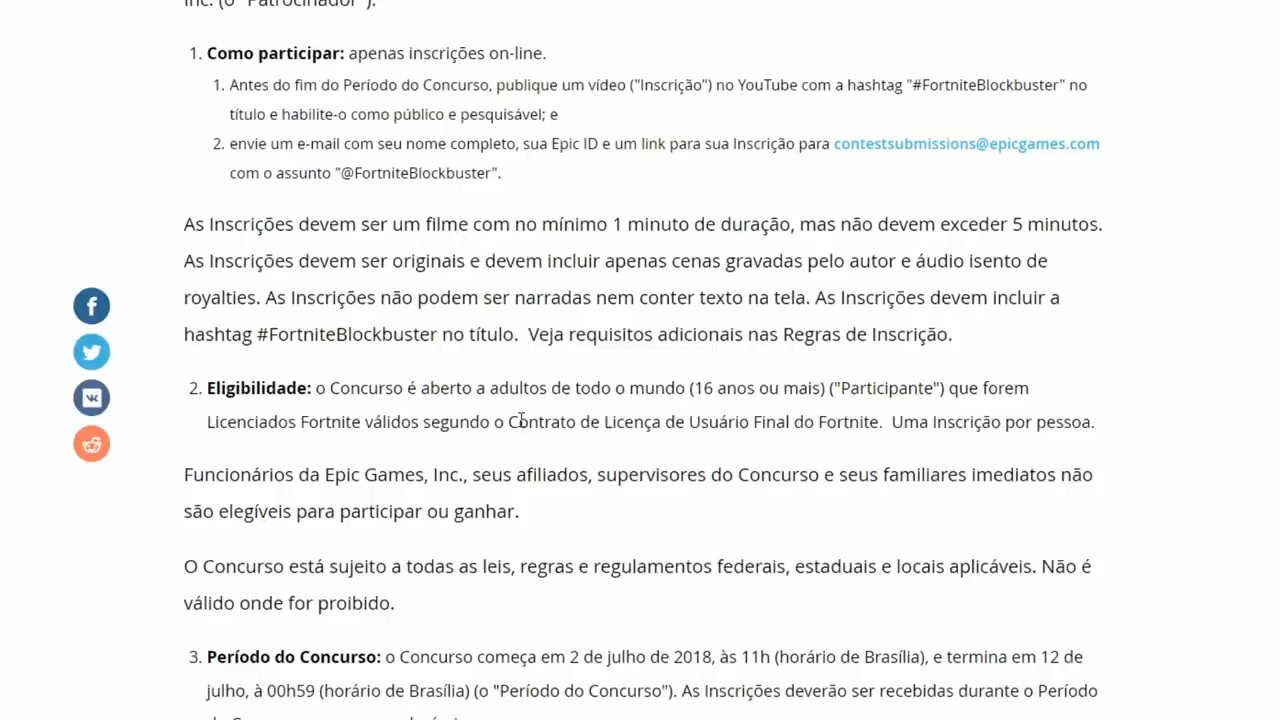 Inc. (o "Patrocinador").
1. Como participar: apenas inscrições on-line.
1. Antes do fim do Período do Concurso, publique um vídeo ("Inscrição") no YouTube com a hashtag "#FortniteBlockbuster" no
título e habilite-o como público e pesquisável; e
2. envie um e-mail com seu nome completo, sua Epic ID e um link para sua Inscrição para contestsubmissions@epicgames.com
com o assunto "@FortniteBlockbuster".
As Inscrições devem ser um filme com no mínimo 1 minuto de duração, mas não devem exceder 5 minutos.
As Inscrições devem ser originais e devem incluir apenas cenas gravadas pelo autor e áudio isento de
royalties. As Inscrições não podem ser narradas nem conter texto na tela. As Inscrições devem incluir a
hashtag #FortniteBlockbuster no título.  Veja requisitos adicionais nas Regras de Inscrição.
2. Eligibilidade: o Concurso é aberto a adultos de todo o mundo (16 anos ou mais) ("Participante") que forem
Licenciados Fortnite válidos segundo o Contrato de Licença de Usuário Final do Fortnite.  Uma Inscrição por pessoa.
Funcionários da Epic Games, Inc., seus afiliados, supervisores do Concurso e seus familiares imediatos não
são elegíveis para participar ou ganhar.
O Concurso está sujeito a todas as leis, regras e regulamentos federais, estaduais e locais aplicáveis. Não é
válido onde for proibido.
3. Período do Concurso: o Concurso começa em 2 de julho de 2018, às 11h (horário de Brasília), e termina em 12 de
julho, à 00h59 (horário de Brasília) (o "Período do Concurso"). As Inscrições deverão ser recebidas durante o Período